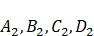 A₂, B₂, C₂, D₂